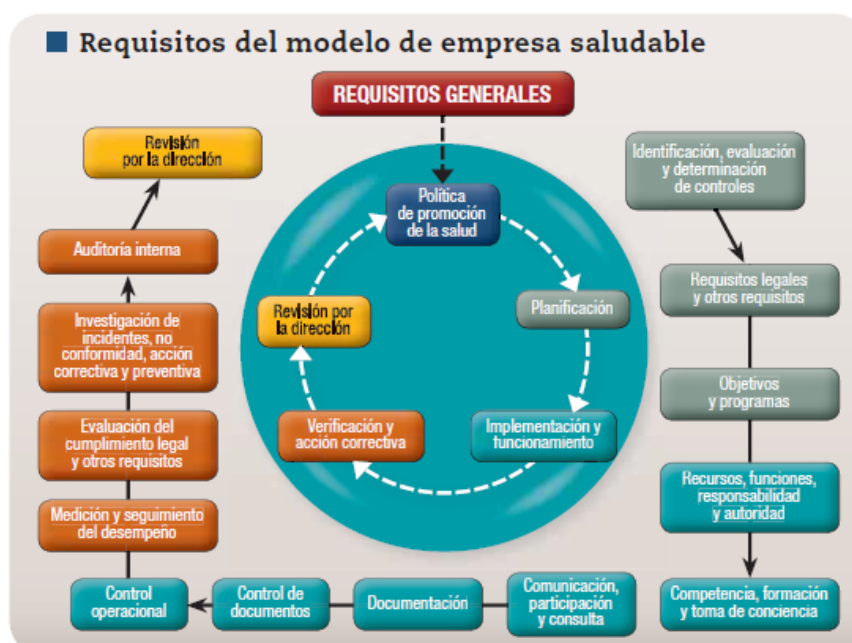 Requisitos del modelo de empresa saludable
REQUISITOS GENERALES
Revisión
por la dirección
Identificación, evaluación
y determinación
de controles
Política
de promoción
de la salud
Auditoría interna
Requisitos legales
y otros requisitos
Planificación
Revisión por
la dirección
Investigación de
incidentes, no
conformidad, acción
correctiva y preventiva
Objetivos
y programas
Verificación y
acción correctiva
Implementación y
funcionamiento
Evaluación del
cumplimiento legal
y otros requisitos
Recursos, funciones,
responsabilidad
y autoridad
Medición y seguimiento
del desempeño
Control
operacional
Control de
documentos
Documentación
Comunicación,
participación
y consulta
Competencia, formación
y toma de conciencia